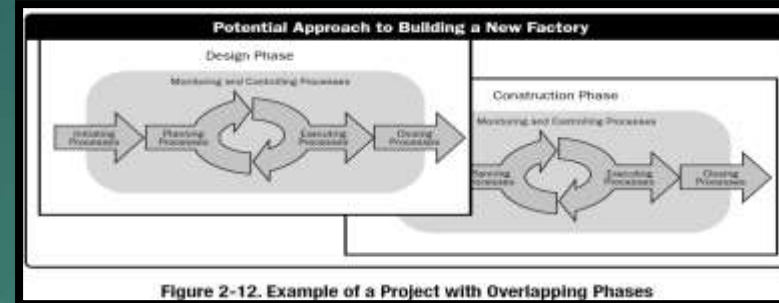 Potential Approach to Building a New Factory
Design Phase
Monitoring and Controlling Processes
Initiating
Processes
Planning
Processes
Executing
Processes
Closing
Processes
Construction Phase
Monitoring and Controlling Processes
Planning
Processes
Executing
Processes
Closing
Processes
Figure 2-12. Example of a Project with Overlapping Phases